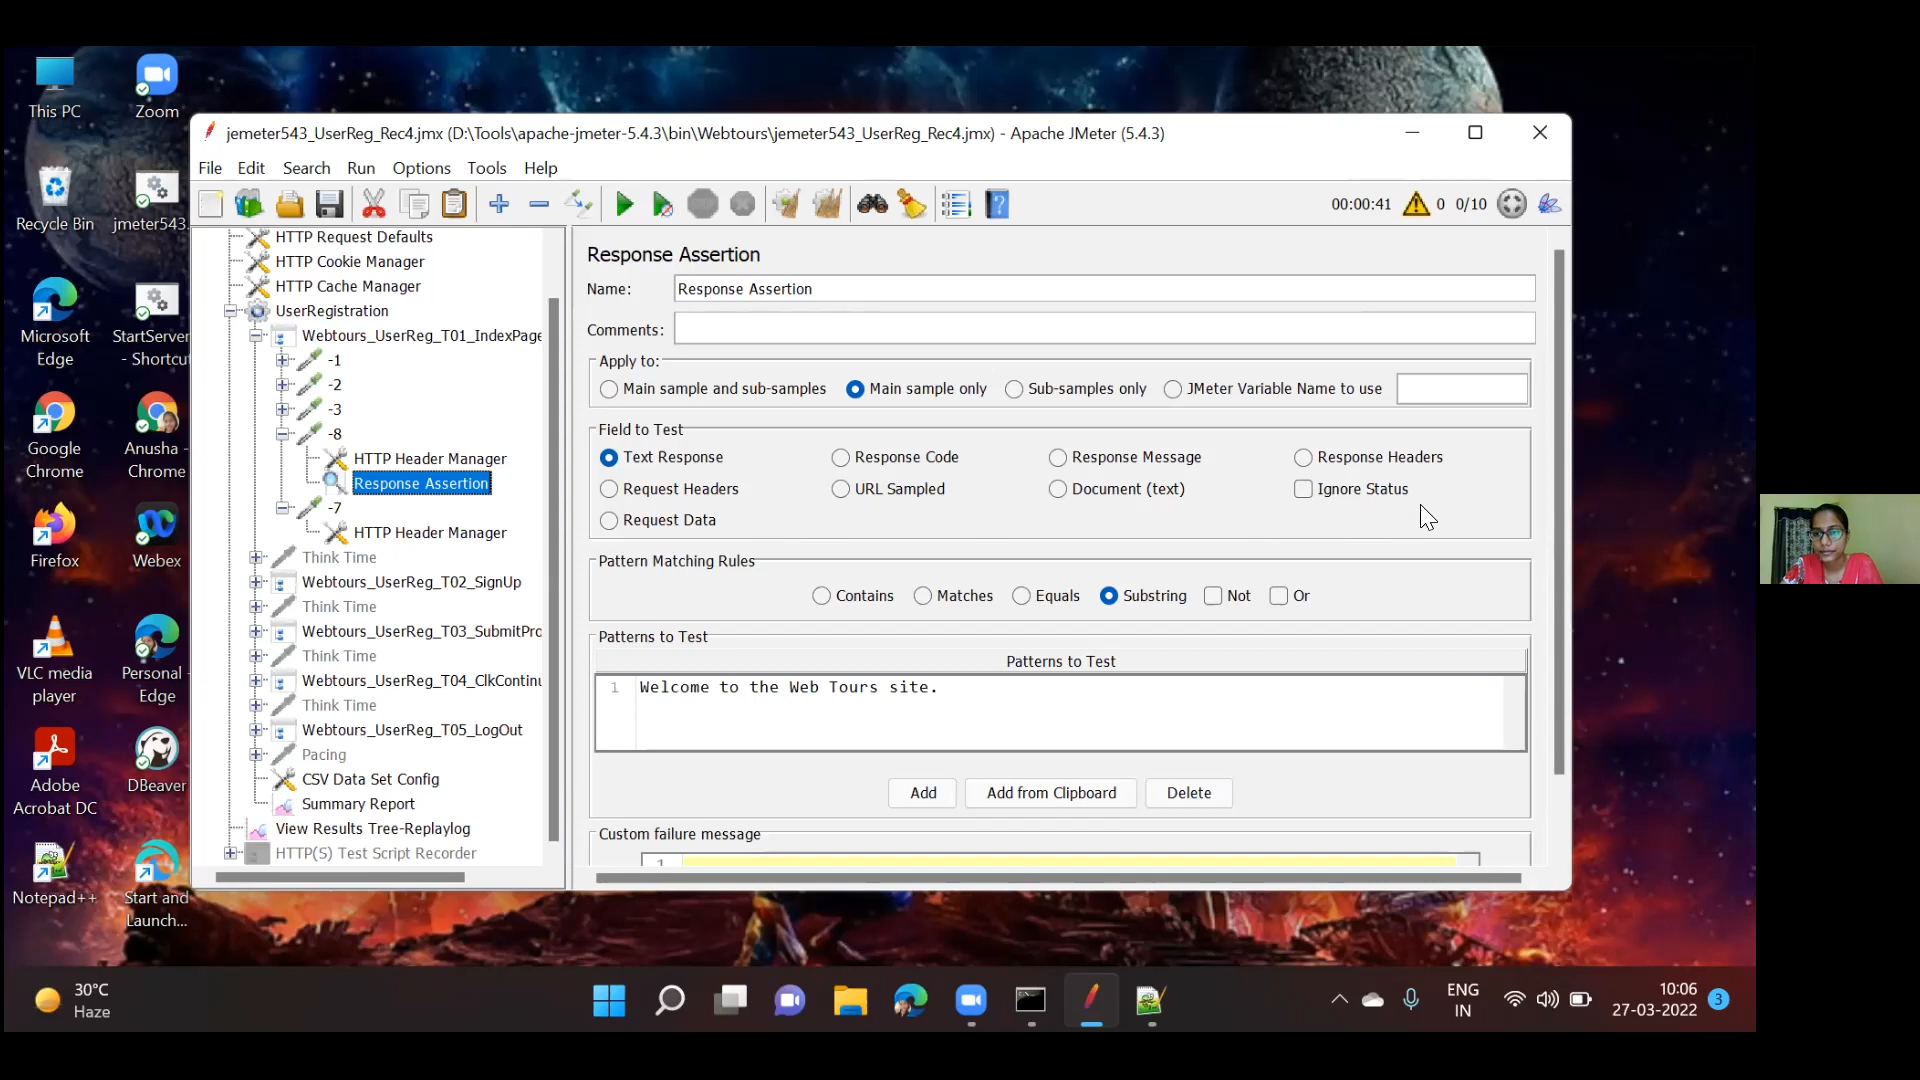 This PC
Zoom
Recycle Bin
jmeter543.
Microsoft
Edge
StartServer
- Shortcut
Google
Chrome
Anusha -
Chrome
Firefox
Webex
VLC media
player
Personal -
Edge
Adobe
Acrobat DC
DBeaver
Notepad++
Start and
Launch...
jemeter543_UserReg_Rec4.jmx (D:\Tools\apache-jmeter-5.4.3\bin\Webtours\jemeter543_UserReg_Rec4.jmx) - Apache JMeter (5.4.3)
File Edit Search Run Options Tools Help
00:00:41 0 0/10
HTTP Request Defaults
HTTP Cookie Manager
HTTP Cache Manager
UserRegistration
Webtours_UserReg_T01_IndexPage
-1
-2
-3
-8
HTTP Header Manager
Response Assertion
-7
HTTP Header Manager
Think Time
Webtours_UserReg_T02_SignUp
Think Time
Webtours_UserReg_T03_SubmitPro
Think Time
Webtours_UserReg_T04_ClkContinu
Think Time
Webtours_UserReg_T05_LogOut
Pacing
CSV Data Set Config
Summary Report
View Results Tree-Replaylog
HTTP(S) Test Script Recorder
Response Assertion
Name: Response Assertion
Comments:
Apply to:
Main sample and sub-samples Main sample only Sub-samples only JMeter Variable Name to use
Field to Test
Text Response Response Code Response Message Response Headers
Request Headers URL Sampled Document (text) Ignore Status
Request Data
Pattern Matching Rules
Contains Matches Equals Substring Not Or
Patterns to Test
Patterns to Test
1 Welcome to the Web Tours site.
Add Add from Clipboard Delete
Custom failure message
1
30°C
Haze
ENG
IN
10:06
27-03-2022
3